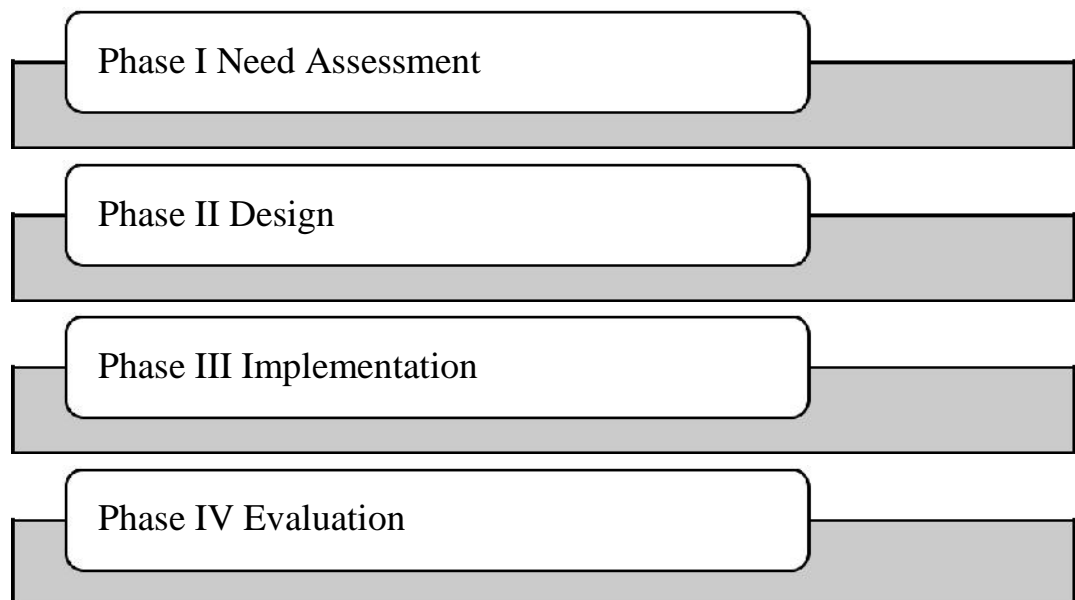 Phase I Need Assessment
Phase II Design
Phase III Implementation
Phase IV Evaluation